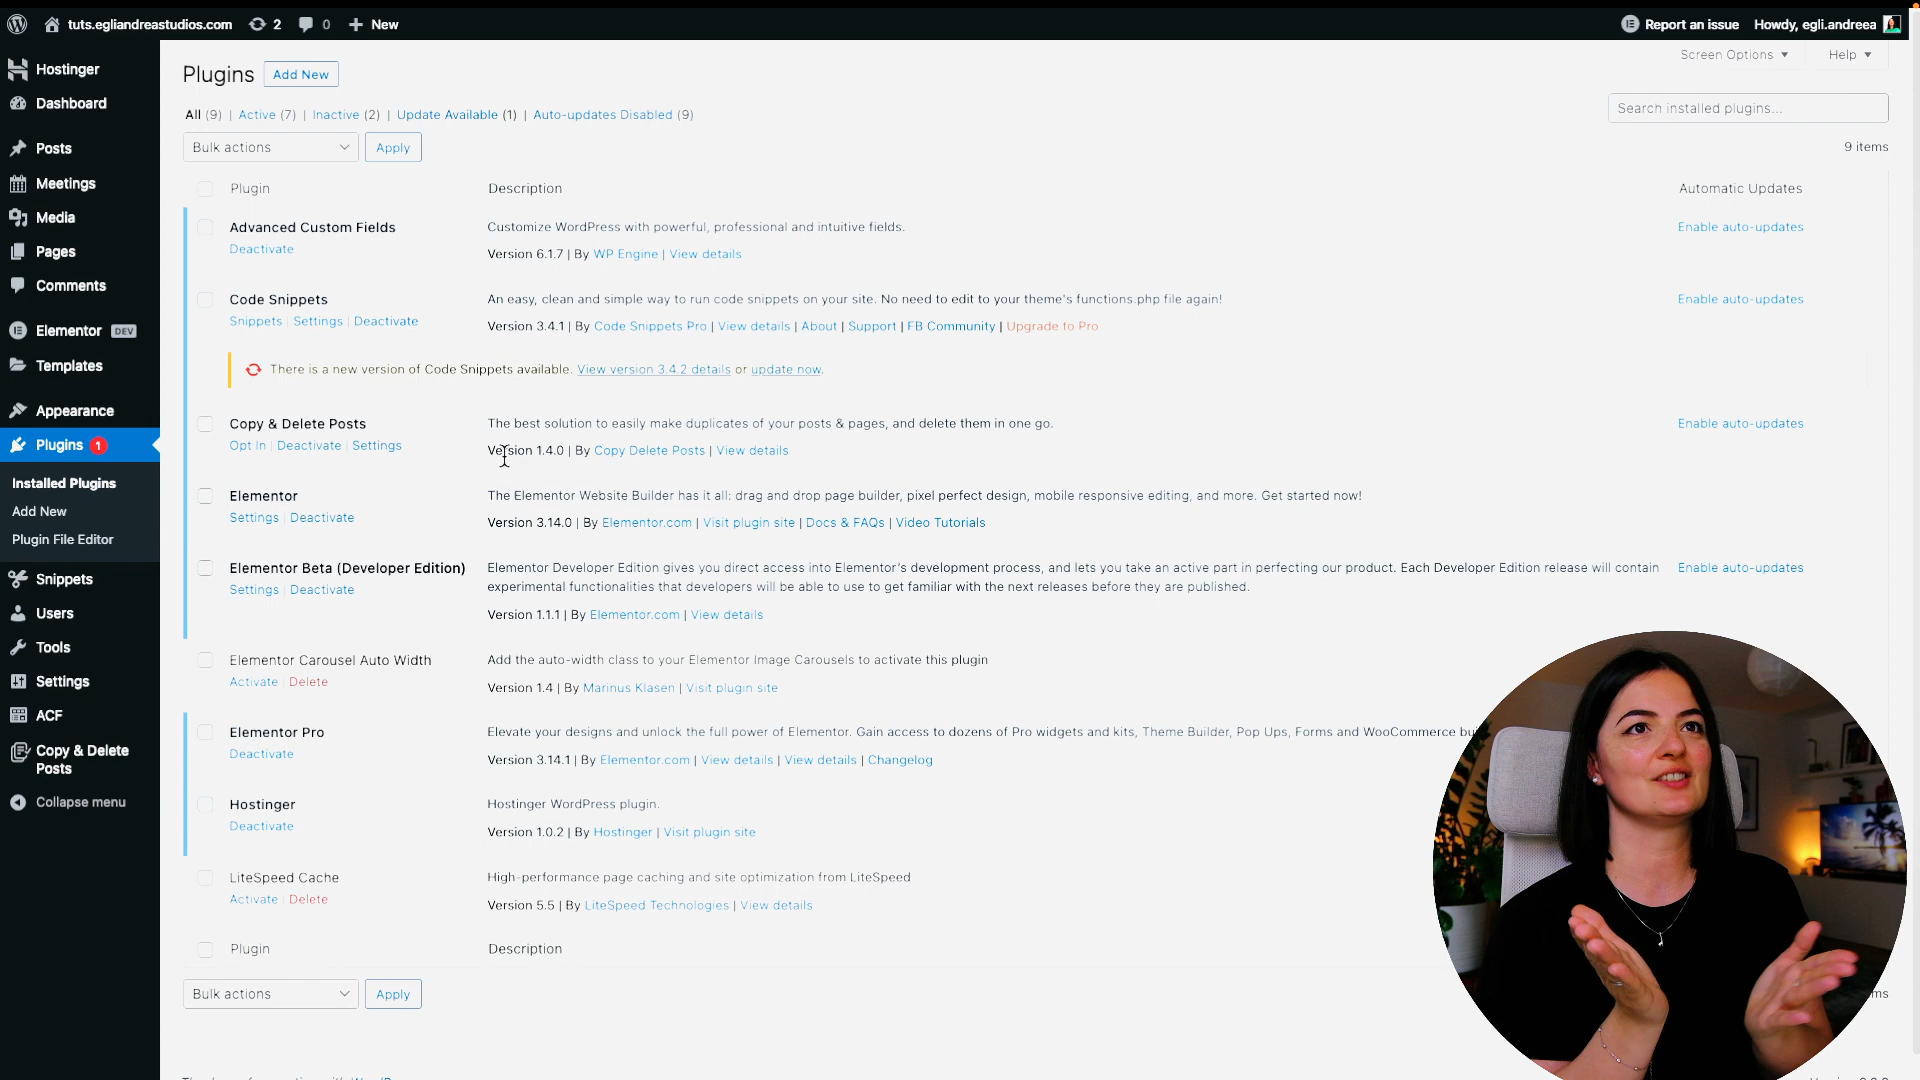 tuts.egliandreastudios.com 2 0 New Report an issue Howdy, egli.andreea
Hostinger
Dashboard
Posts
Meetings
Media
Pages
Comments
Elementor DEV
Templates
Appearance
Plugins 1
Installed Plugins
Add New
Plugin File Editor
Snippets
Users
Tools
Settings
ACF
Copy & Delete
Posts
Collapse menu
Screen Options Help
Plugins Add New
All (9) | Active (7) | Inactive (2) | Update Available (1) | Auto-updates Disabled (9)
Search installed plugins...
Bulk actions Apply 9 items
Plugin Description Automatic Updates
Advanced Custom Fields Customize WordPress with powerful, professional and intuitive fields. Enable auto-updates
Deactivate Version 6.1.7 | By WP Engine | View details
Code Snippets An easy, clean and simple way to run code snippets on your site. No need to edit to your theme's functions.php file again! Enable auto-updates
Snippets | Settings | Deactivate Version 3.4.1 | By Code Snippets Pro | View details | About | Support | FB Community | Upgrade to Pro
There is a new version of Code Snippets available. View version 3.4.2 details or update now.
Copy & Delete Posts The best solution to easily make duplicates of your posts & pages, and delete them in one go. Enable auto-updates
Opt In | Deactivate | Settings Version 1.4.0 | By Copy Delete Posts | View details
Elementor The Elementor Website Builder has it all: drag and drop page builder, pixel perfect design, mobile responsive editing, and more. Get started now!
Settings | Deactivate Version 3.14.0 | By Elementor.com | Visit plugin site | Docs & FAQs | Video Tutorials
Elementor Beta (Developer Edition) Elementor Developer Edition gives you direct access into Elementor's development process, and lets you take an active part in perfecting our product. Each Developer Edition release will contain Enable auto-updates
Settings | Deactivate experimental functionalities that developers will be able to use to get familiar with the next releases before they are published.
Version 1.1.1 | By Elementor.com | View details
Elementor Carousel Auto Width Add the auto-width class to your Elementor Image Carousels to activate this plugin
Activate | Delete Version 1.4 | By Marinus Klasen | Visit plugin site
Elementor Pro Elevate your designs and unlock the full power of Elementor. Gain access to dozens of Pro widgets and kits, Theme Builder, Pop Ups, Forms and WooCommerce
Deactivate Version 3.14.1 | By Elementor.com | View details | View details | Changelog
Hostinger Hostinger WordPress plugin.
Deactivate Version 1.0.2 | By Hostinger | Visit plugin site
LiteSpeed Cache High-performance page caching and site optimization from LiteSpeed
Activate | Delete Version 5.5 | By LiteSpeed Technologies | View details
Plugin Description
Bulk actions Apply